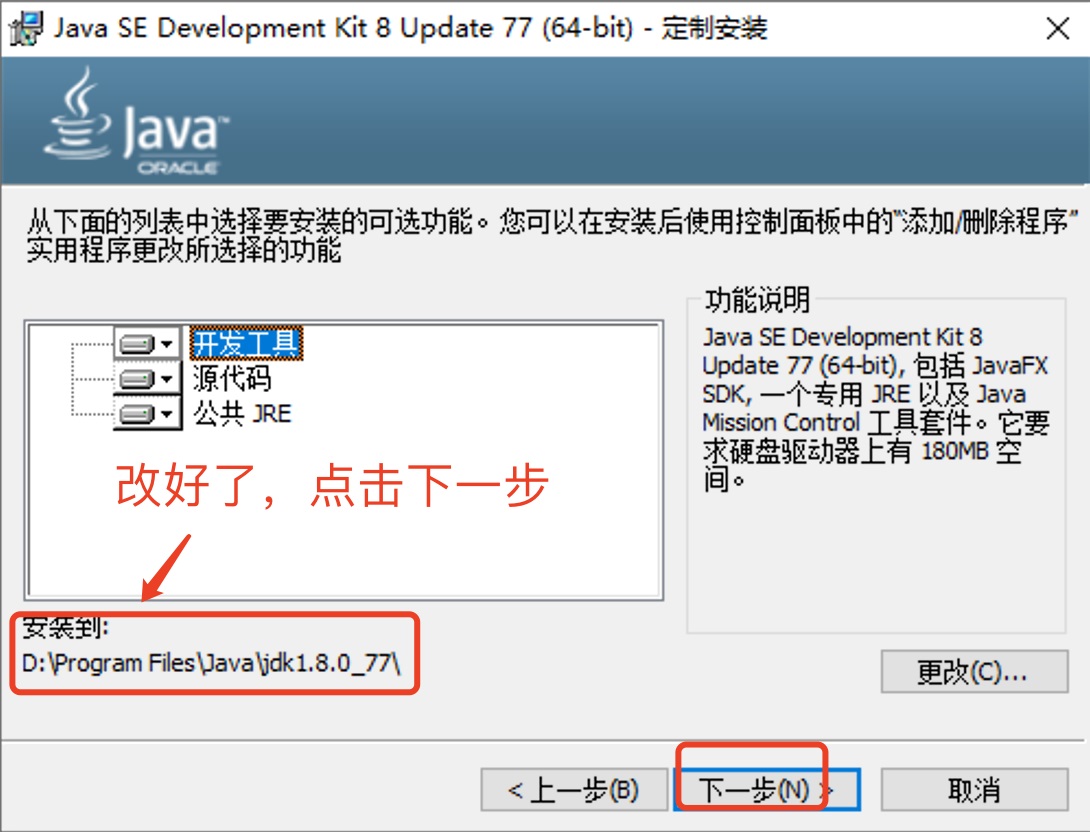 Java SE Development Kit 8 Update 77 (64-bit) - 定制安装
Java™
ORACLE
从下面的列表中选择要安装的可选功能。您可以在安装后使用控制面板中的"添加/删除程序"
实用程序更改所选择的功能
功能说明
开发工具
源代码
公共 JRE
Java SE Development Kit 8
Update 77 (64-bit), 包括 JavaFX
SDK, 一个专用 JRE 以及 Java
Mission Control 工具套件。它要
求硬盘驱动器上有 180MB 空
间。
改好了，点击下一步
安装到:
D:\Program Files\Java\jdk1.8.0_77\
更改(C)...
< 上一步(B)
下一步(N) >
取消